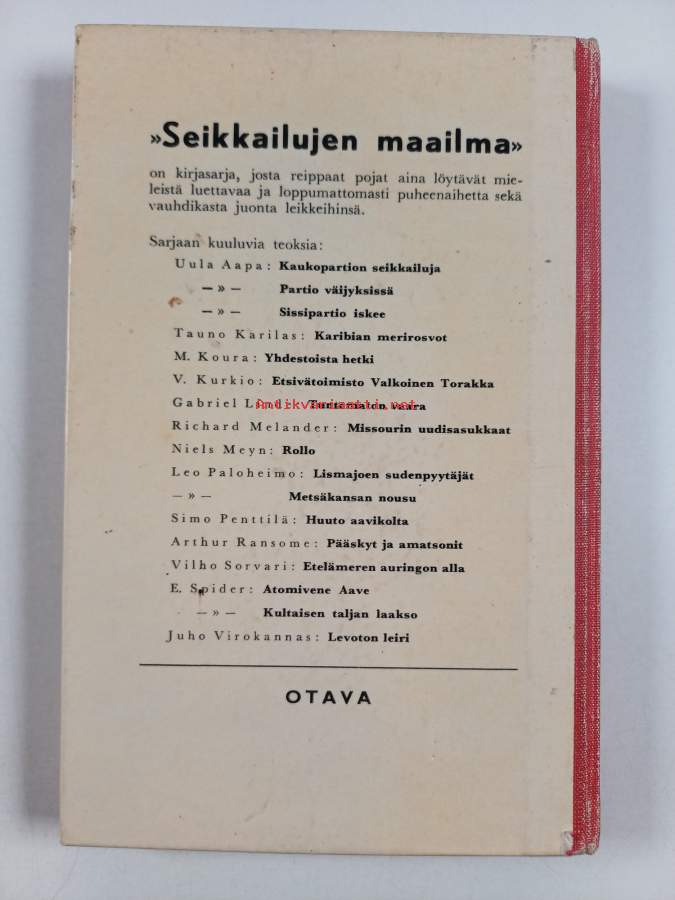 »Seikkailujen maailma»
on kirjasarja, josta reippaat pojat aina löytävät mie-
leistä luettavaa ja loppumattomasti puheenaihetta sekä
vauhdikasta juonta leikkeihinsä.
Sarjaan kuuluvia teoksia:
Uula Aapa: Kaukopartion seikkailuja
—»— Partio väijyksissä
—»— Sissipartio iskee
Tauno Karilas: Karibian merirosvot
M. Koura: Yhdestoista hetki
V. Kurkio: Etsivätoimisto Valkoinen Torakka
Gabriel Tuntematon vaara
antikvariaatti.net
Richard Melander: Missourin uudisasukkaat
Niels Meyn: Rollo
Leo Paloheimo: Lismajoen sudenpyytäjät
—»— Metsäkansan nousu
Simo Penttilä: Huuto aavikolta
Arthur Ransome: Pääskyt ja amatsonit
Vilho Sorvari: Etelämeren auringon alla
E. Spider: Atomivene Aave
—»— Kultaisen taljan laakso
Juho Virokannas: Levoton leiri
OTAVA